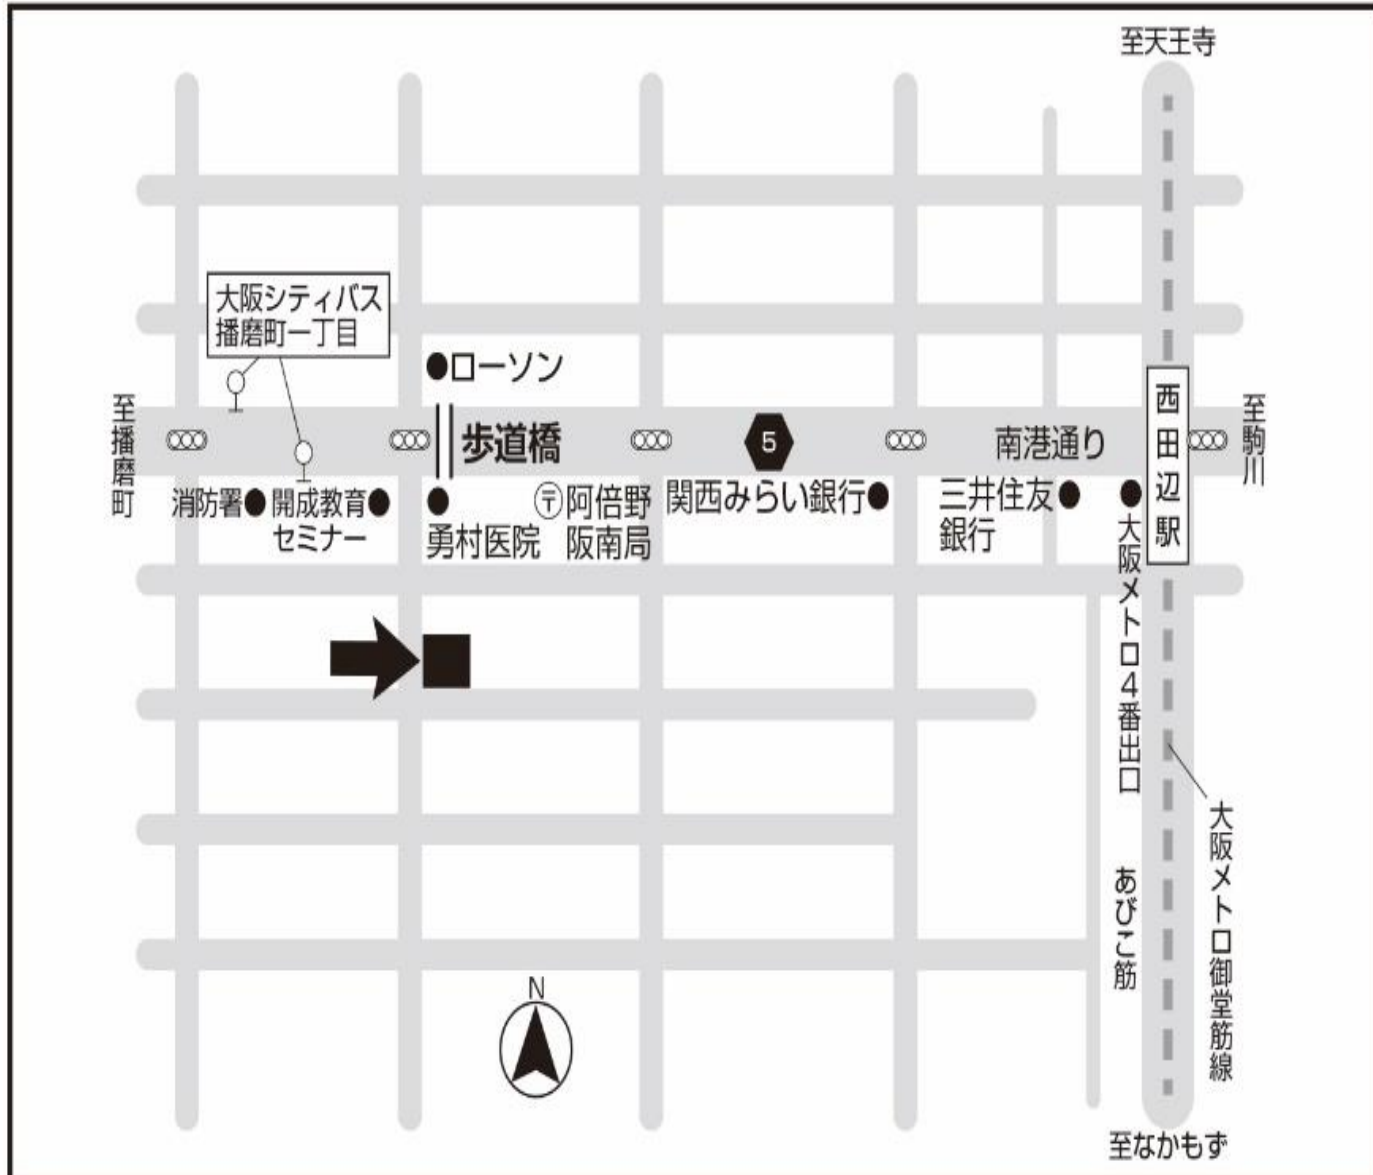 至天王寺
大阪シティバス
播磨町一丁目
ローソン
至播磨町
歩道橋
5
南港通り
西田辺駅
至駒川
消防署
開成教育
セミナー
勇村医院
〒
阿倍野
阪南局
関西みらい銀行
三井住友
銀行
大阪メトロ4番出口
あびこ筋
大阪メトロ御堂筋線
N
至なかもず